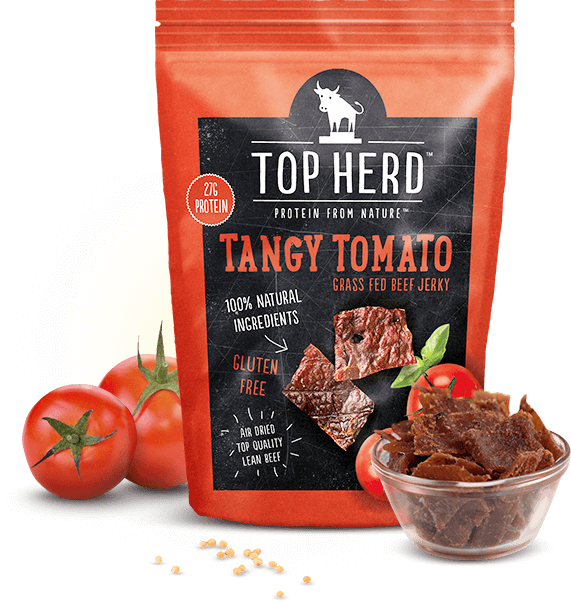 TOP HERD™
PROTEIN FROM NATURE™
27G
PROTEIN
TANGY TOMATO
GRASS FED BEEF JERKY
100% NATURAL
INGREDIENTS
GLUTEN
FREE
AIR DRIED
TOP QUALITY
LEAN BEEF